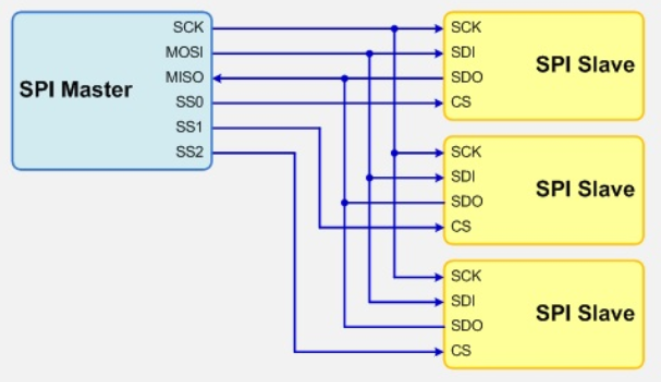 SPI Master
SCK
MOSI
MISO
SS0
SS1
SS2
SCK
SDI
SDO
CS
SPI Slave
SCK
SDI
SDO
CS
SPI Slave
SCK
SDI
SDO
CS
SPI Slave